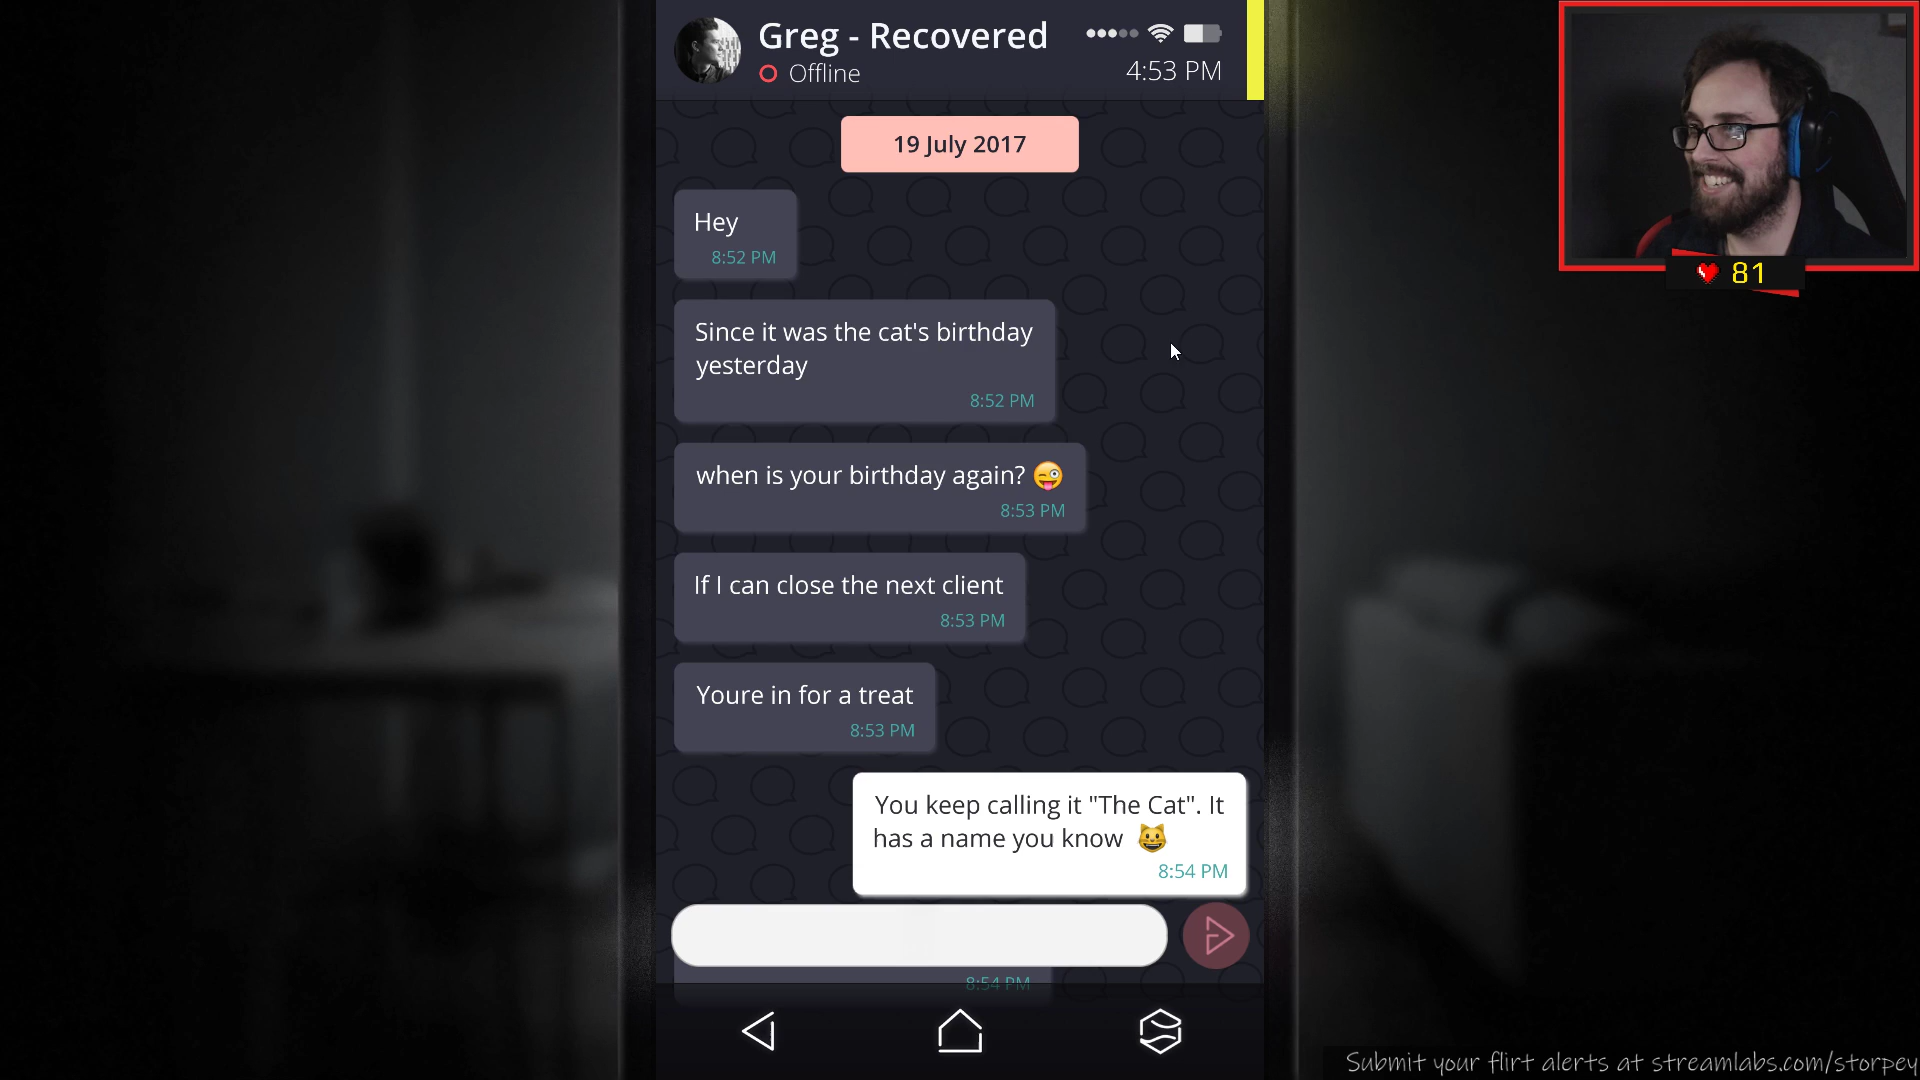 Greg - Recovered
Offline
4:53 PM
81
19 July 2017
Hey
8:52 PM
Since it was the cat's birthday
yesterday
8:52 PM
when is your birthday again? 😜
8:53 PM
If I can close the next client
8:53 PM
Youre in for a treat
8:53 PM
You keep calling it "The Cat". It
has a name you know 😺
8:54 PM
8:54 PM
Submit your flirt alerts at streamlabs.com/storpey